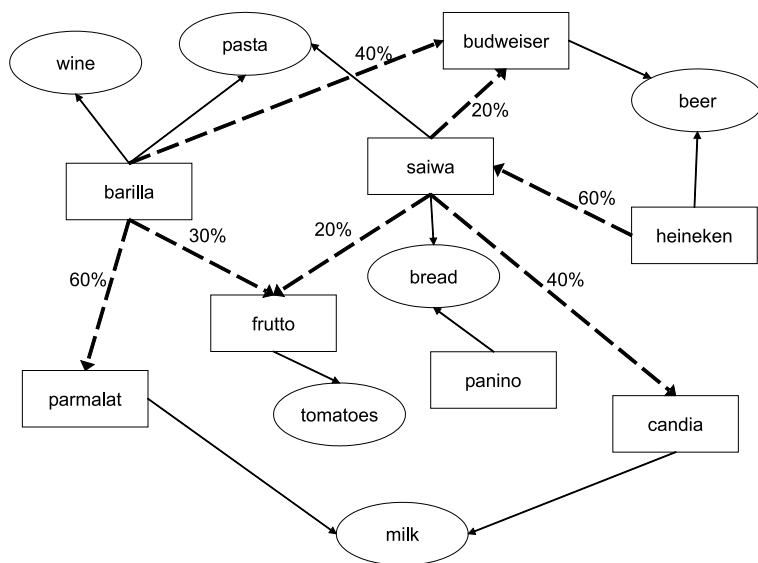 budweiser
pasta
40%
wine
beer
20%
saiwa
barilla
60%
heineken
30%
20%
bread
60%
40%
frutto
panino
parmalat
tomatoes
candia
milk